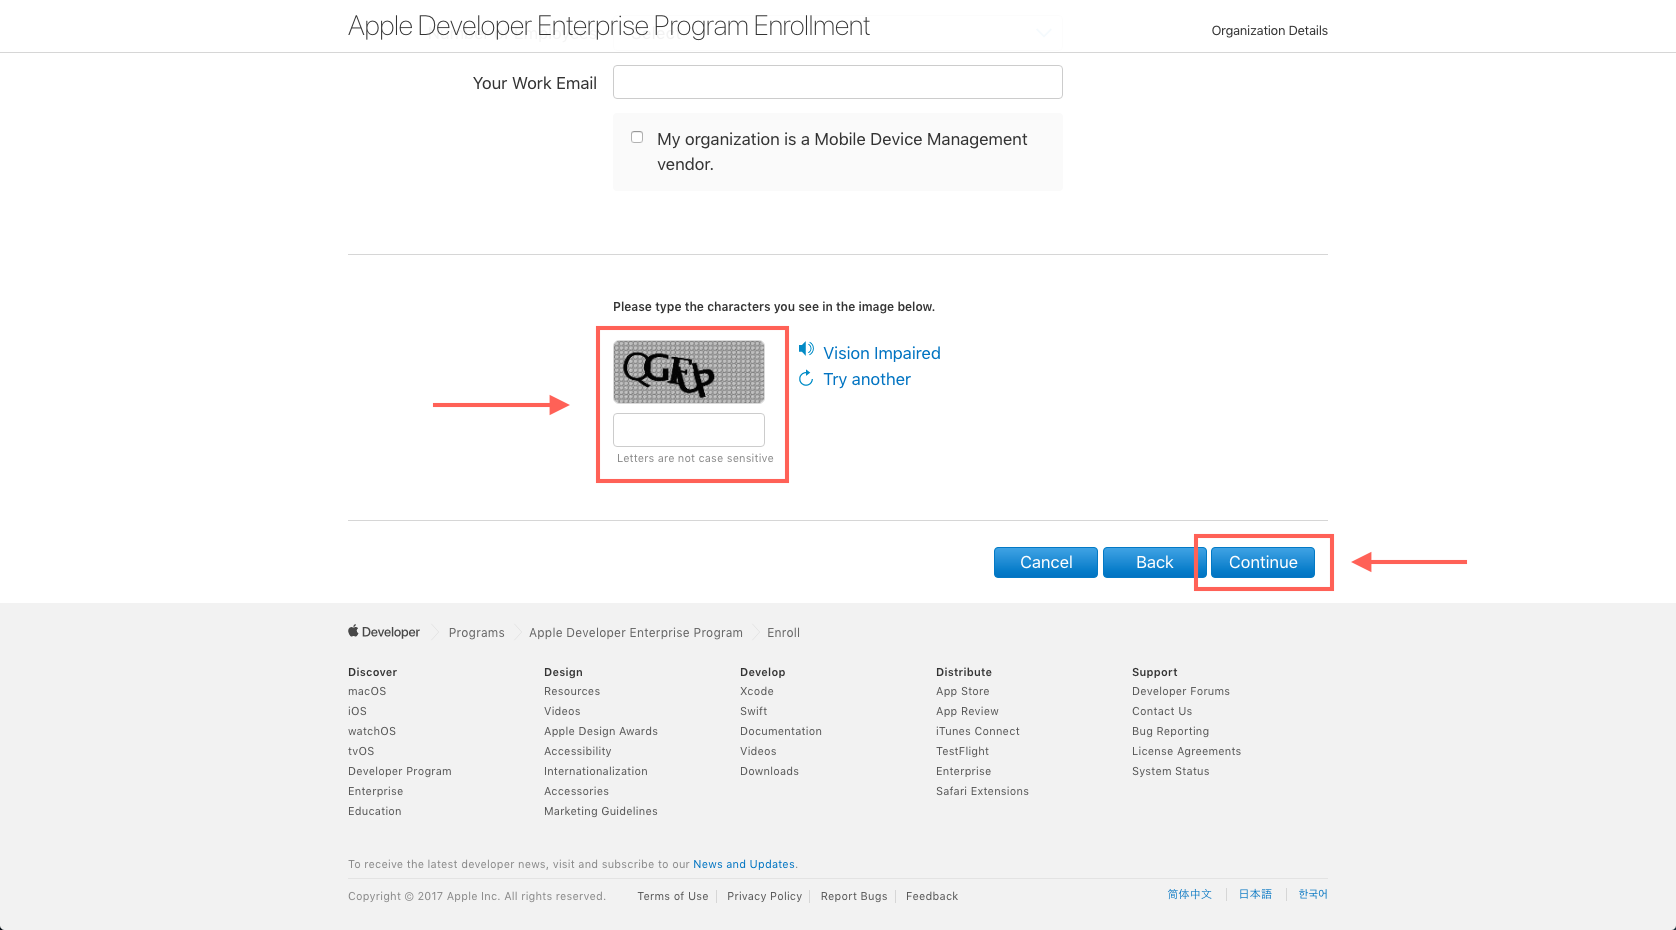 Apple Developer Enterprise Program Enrollment
Organization Details
Your Work Email
My organization is a Mobile Device Management
vendor.
Please type the characters you see in the image below.
Vision Impaired
Try another
Letters are not case sensitive
Cancel
Back
Continue
Developer Programs Apple Developer Enterprise Program Enroll
Discover
macOS
iOS
watchOS
tvOS
Developer Program
Enterprise
Education
Design
Resources
Videos
Apple Design Awards
Accessibility
Internationalization
Accessories
Marketing Guidelines
Develop
Xcode
Swift
Documentation
Videos
Downloads
Distribute
App Store
App Review
iTunes Connect
TestFlight
Enterprise
Safari Extensions
Support
Developer Forums
Contact Us
Bug Reporting
License Agreements
System Status
To receive the latest developer news, visit and subscribe to our News and Updates.
Copyright © 2017 Apple Inc. All rights reserved.
Terms of Use Privacy Policy Report Bugs Feedback
简体中文 日本語 한국어